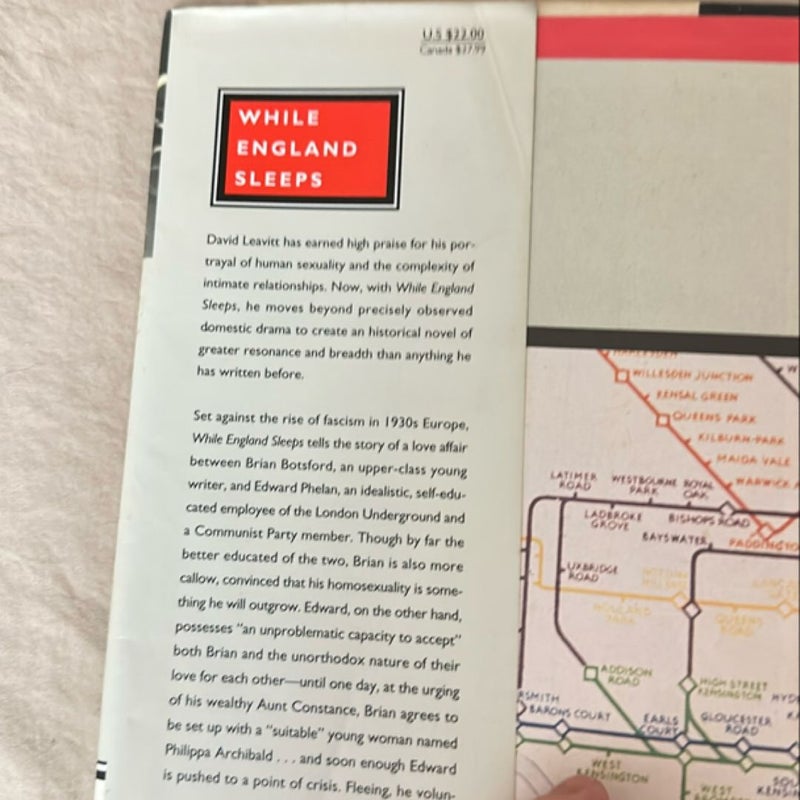 U.S. $22.00
Canada $27.99
WHILE
ENGLAND
SLEEPS
David Leavitt has earned high praise for his por-
trayal of human sexuality and the complexity of
intimate relationships. Now, with While England
Sleeps, he moves beyond precisely observed
domestic drama to create an historical novel of
greater resonance and breadth than anything he
has written before.
Set against the rise of fascism in 1930s Europe,
While England Sleeps tells the story of a love affair
between Brian Botsford, an upper-class young
writer, and Edward Phelan, an idealistic, self-edu-
cated employee of the London Underground and
a Communist Party member. Though by far the
better educated of the two, Brian is also more
callow, convinced that his homosexuality is some-
thing he will outgrow. Edward, on the other hand,
possesses "an unproblematic capacity to accept"
both Brian and the unorthodox nature of their
love for each other—until one day, at the urging
of his wealthy Aunt Constance, Brian agrees to
be set up with a "suitable" young woman named
Philippa Archibald . . . and soon enough Edward
is pushed to a point of crisis. Fleeing, he volun-
WILLESDEN JUNCTION
KENSAL GREEN
QUEENS PARK
KILBURN-PARK
MAIDA VALE
WARWICK A
LATIMER
ROAD
WESTBOURNE
PARK
ROYAL
OAK
LADBROKE
GROVE
BISHOPS ROAD
BAYSWATER
PADDINGTO
UXBRIDGE
ROAD
HOLLAND
PARK
QUEENS
ROAD
ADDISON
ROAD
HIGH STREET
KENSINGTON
HYD
SMITH
BARONS COURT
EARLS
COURT
GLOUCESTER
ROAD
WEST
KENSINGTON
WEST
SOU
KENSIN